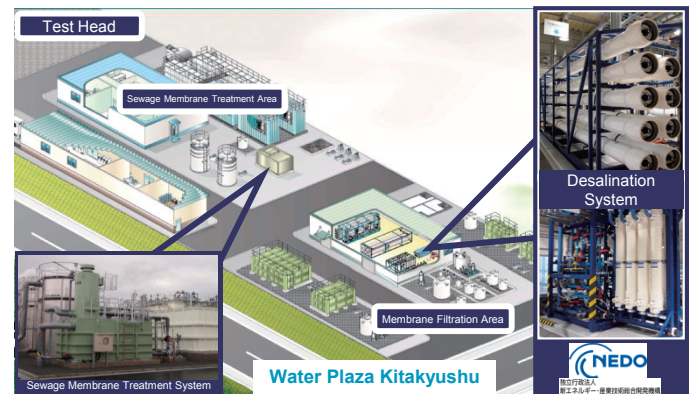 Test Head
Sewage Membrane Treatment Area
Desalination
System
Membrane Filtration Area
Sewage Membrane Treatment System
Water Plaza Kitakyushu
NEDO
独立行政法人
新エネルギー・産業技術総合開発機構